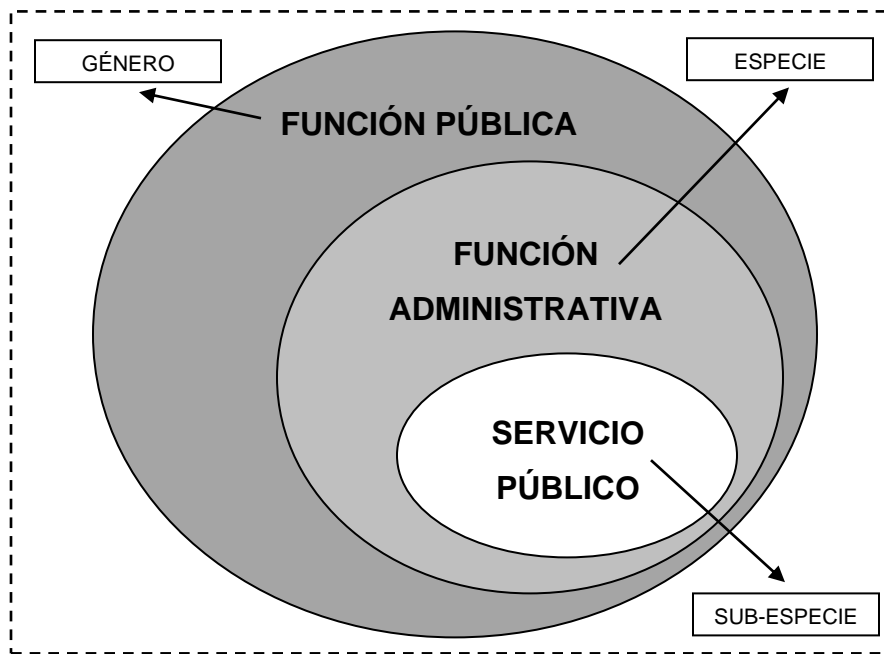 GÉNERO
ESPECIE
FUNCIÓN PÚBLICA
FUNCIÓN
ADMINISTRATIVA
SERVICIO
PÚBLICO
SUB-ESPECIE